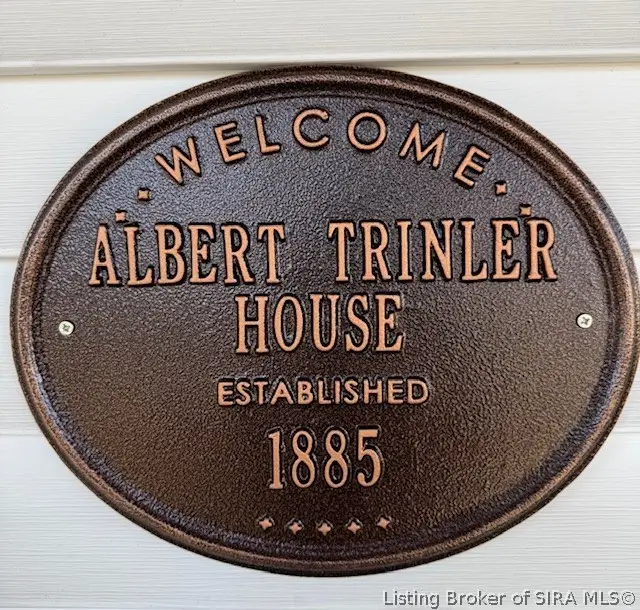 WELCOME
ALBERT TRINLER
HOUSE
ESTABLISHED
1885
Listing Broker of SIRA MLS©